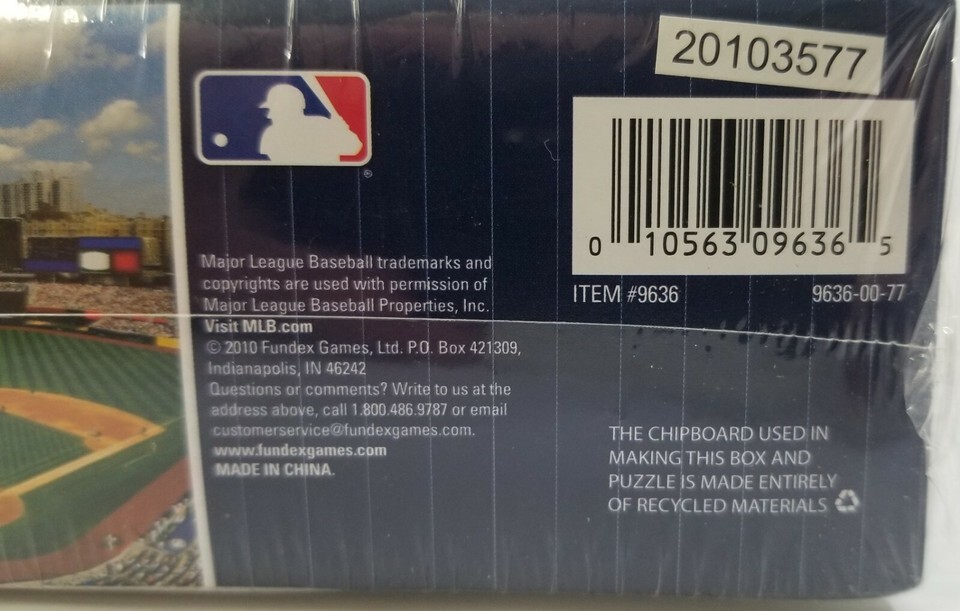 20103577
0 10563 09636 5
ITEM #9636 9636-00-77
Major League Baseball trademarks and
copyrights are used with permission of
Major League Baseball Properties, Inc.
Visit MLB.com
© 2010 Fundex Games, Ltd. P.O. Box 421309,
Indianapolis, IN 46242
Questions or comments? Write to us at the
address above, call 1.800.486.9787 or email
customerservice@fundexgames.com.
www.fundexgames.com
MADE IN CHINA.
THE CHIPBOARD USED IN
MAKING THIS BOX AND
PUZZLE IS MADE ENTIRELY
OF RECYCLED MATERIALS